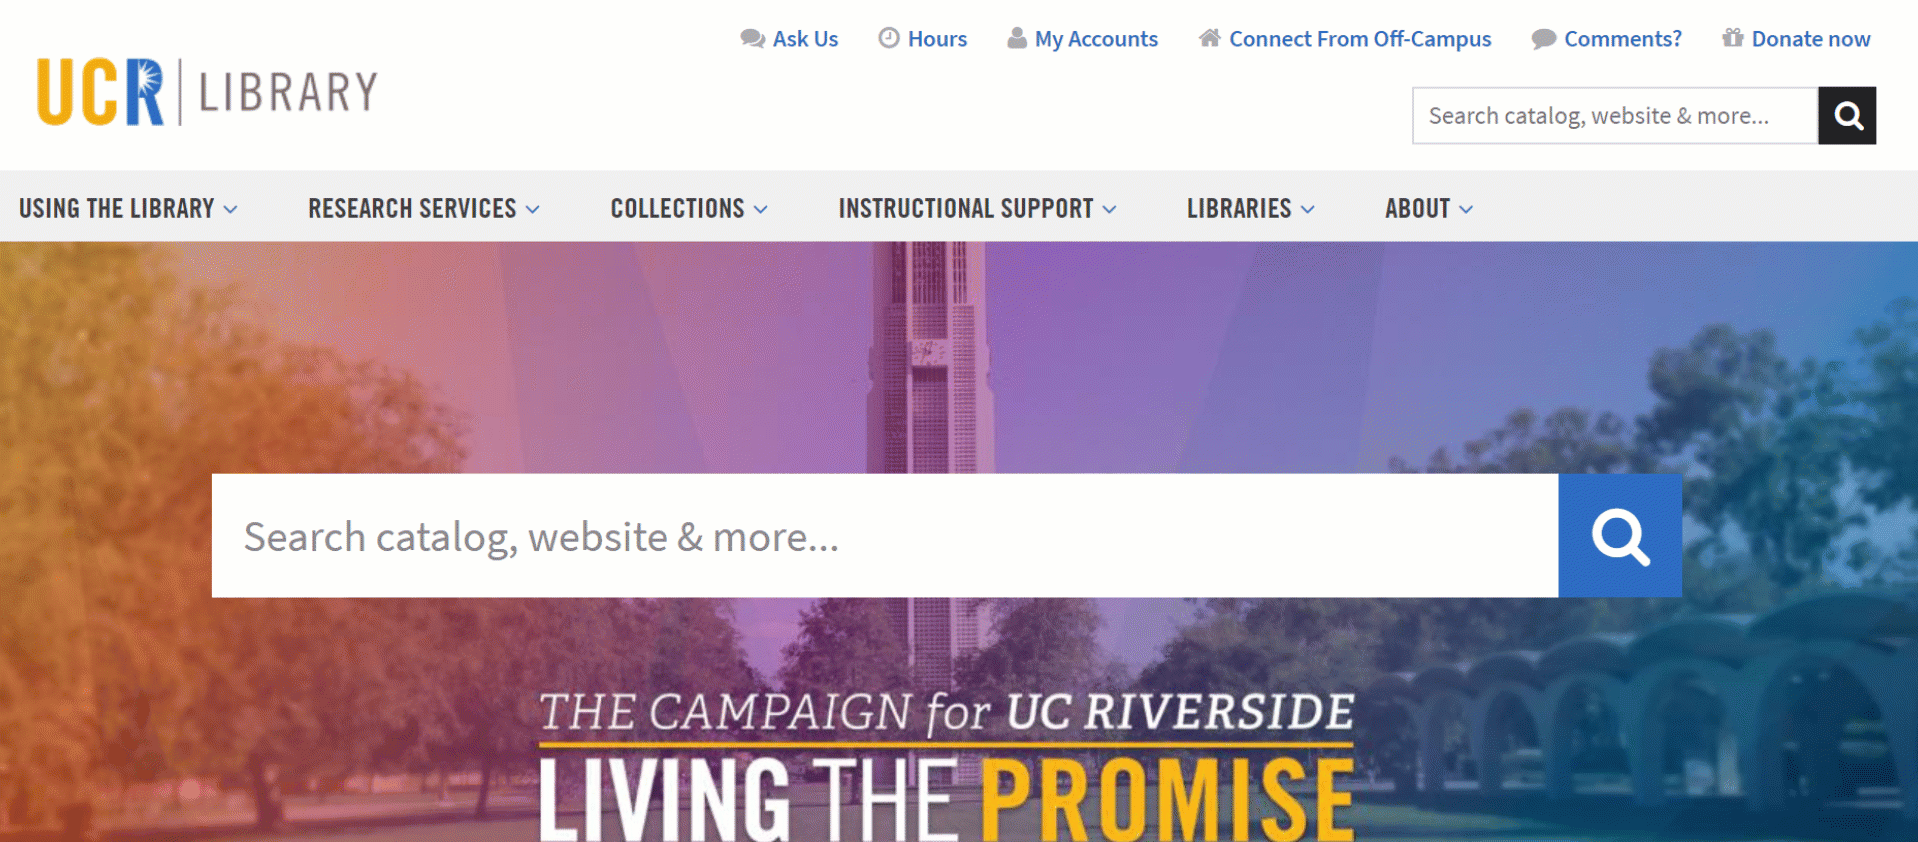 Ask Us Hours My Accounts Connect From Off-Campus Comments? Donate now
UCR LIBRARY
Search catalog, website & more...
USING THE LIBRARY RESEARCH SERVICES COLLECTIONS INSTRUCTIONAL SUPPORT LIBRARIES ABOUT
Search catalog, website & more...
THE CAMPAIGN for UC RIVERSIDE
LIVING THE PROMISE